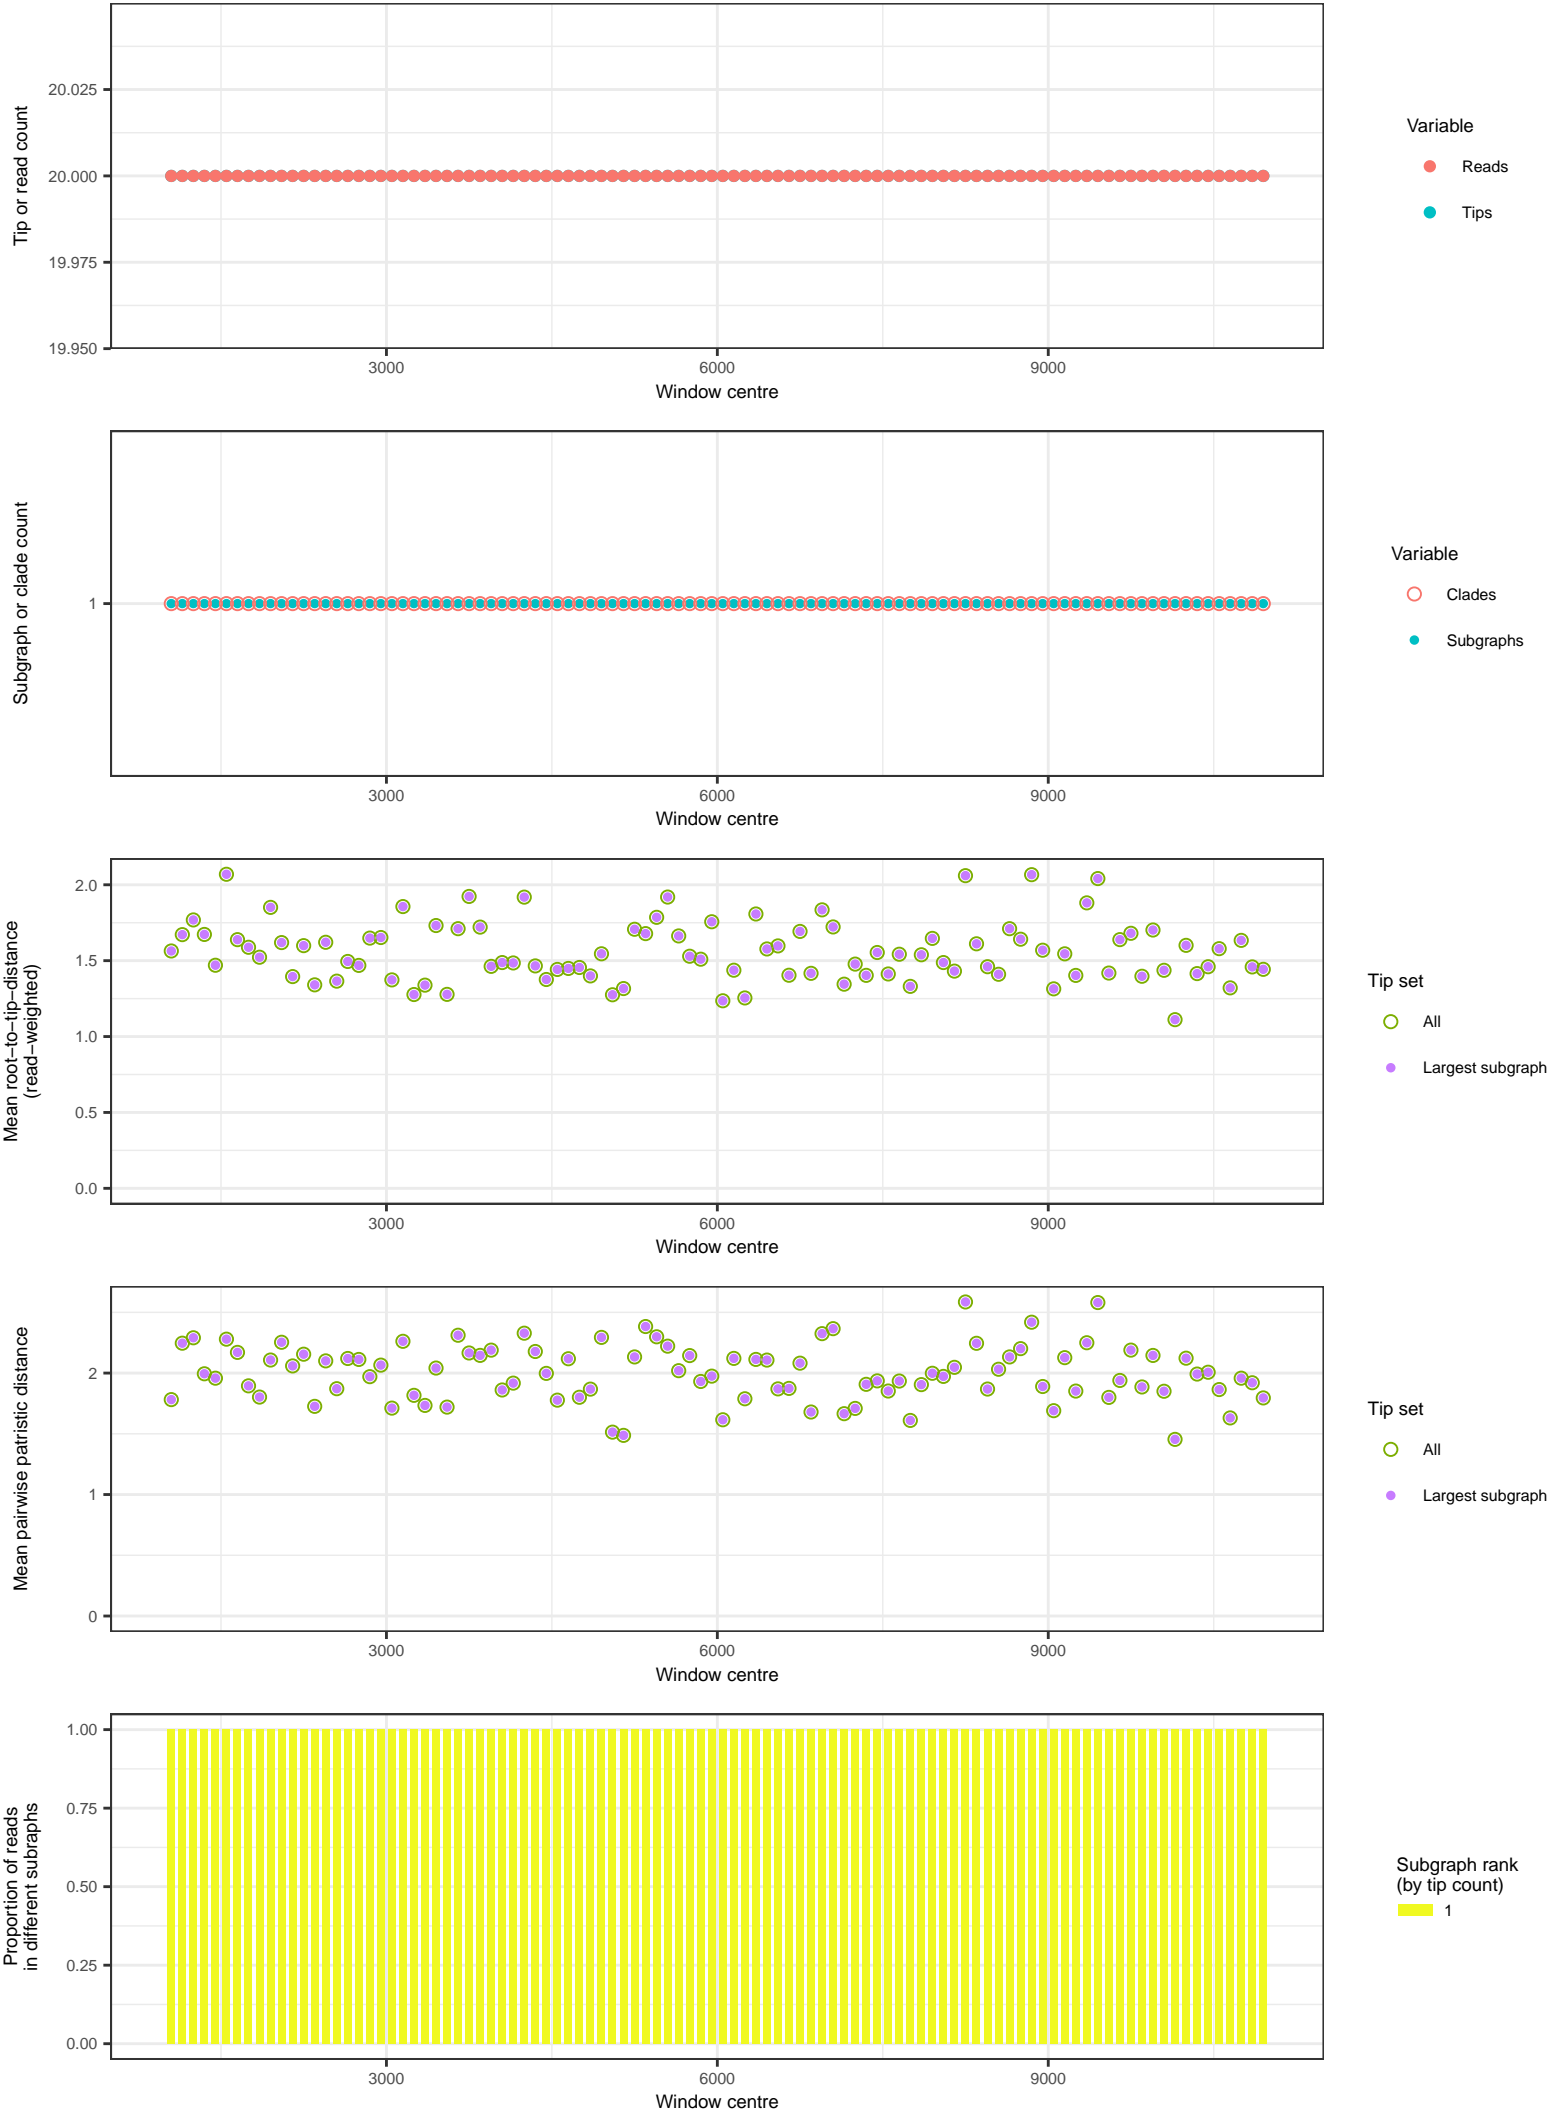 Tip or read count
20.025
20.000
19.975
19.950
3000
6000
9000
Window centre
Variable
Reads
Tips
Subgraph or clade count
1
3000
6000
9000
Window centre
Variable
Clades
Subgraphs
Mean root−to−tip−distance
(read−weighted)
2.0
1.5
1.0
0.5
0.0
3000
6000
9000
Window centre
Tip set
All
Largest subgraph
Mean pairwise patristic distance
2
1
0
3000
6000
9000
Window centre
Tip set
All
Largest subgraph
Proportion of reads
in different subraphs
1.00
0.75
0.50
0.25
0.00
3000
6000
9000
Window centre
Subgraph rank
(by tip count)
1